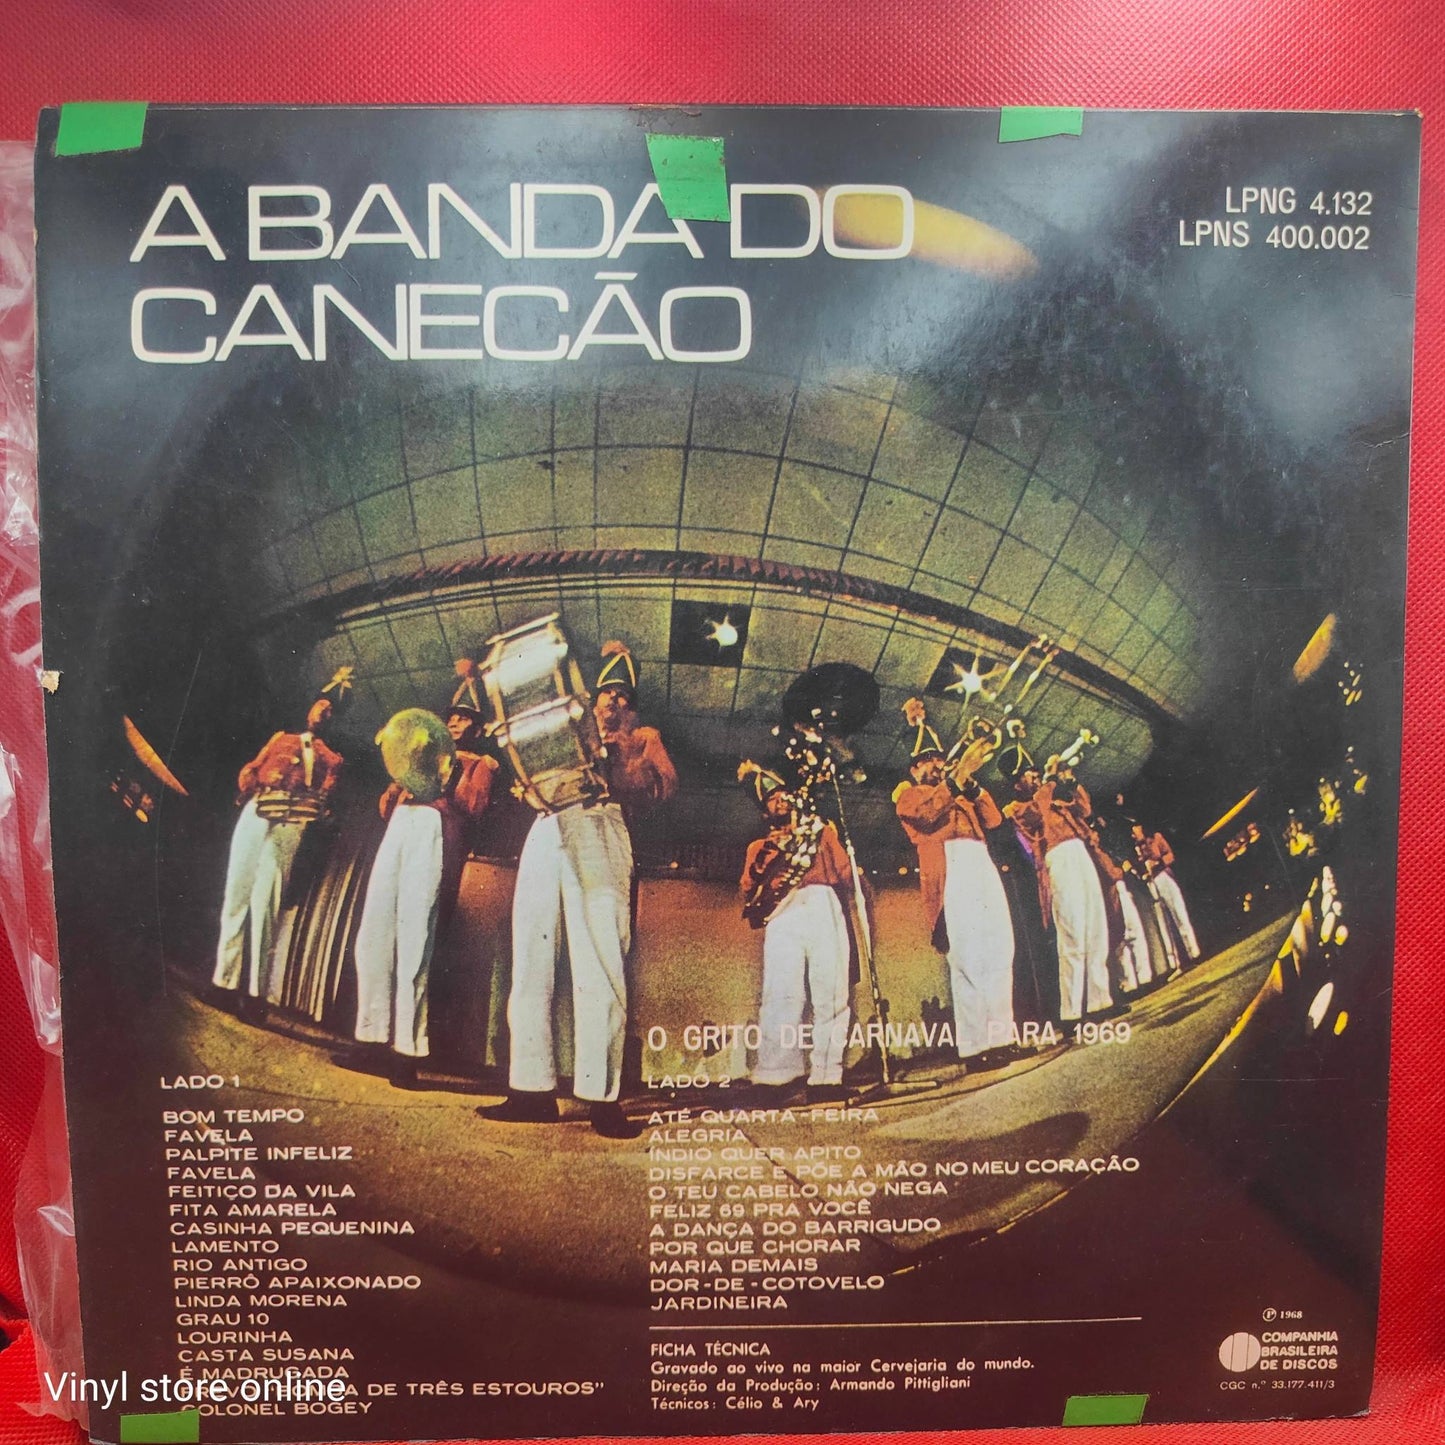 A BANDA DO
CANECÃO
LPNG 4.132
LPNS 400.002
O GRITO DE CARNAVAL PARA 1969
LADO 1
BOM TEMPO
FAVELA
PALPITE INFELIZ
FAVELA
FEITIÇO DA VILA
FITA AMARELA
CASINHA PEQUENINA
LAMENTO
RIO ANTIGO
PIERRÔ APAIXONADO
LINDA MORENA
GRAU 10
LOURINHA
CASTA SUSANA
É MADRUGADA
DE TRÊS ESTOUROS"
COLONEL BOGEY
LADO 2
ATÉ QUARTA-FEIRA
ALEGRIA
ÍNDIO QUER APITO
DISFARCE E PÕE A MÃO NO MEU CORAÇÃO
O TEU CABELO NÃO NEGA
FELIZ 69 PRA VOCÊ
A DANÇA DO BARRIGUDO
POR QUE CHORAR
MARIA DEMAIS
DOR-DE-COTOVELO
JARDINEIRA
FICHA TÉCNICA
Gravado ao vivo na maior Cervejaria do mundo.
Direção da Produção: Armando Pittigliani
Técnicos: Célio & Ary
℗ 1968
COMPANHIA
BRASILEIRA
DE DISCOS
CGC n.º 33.177.411/3
Vinyl store online